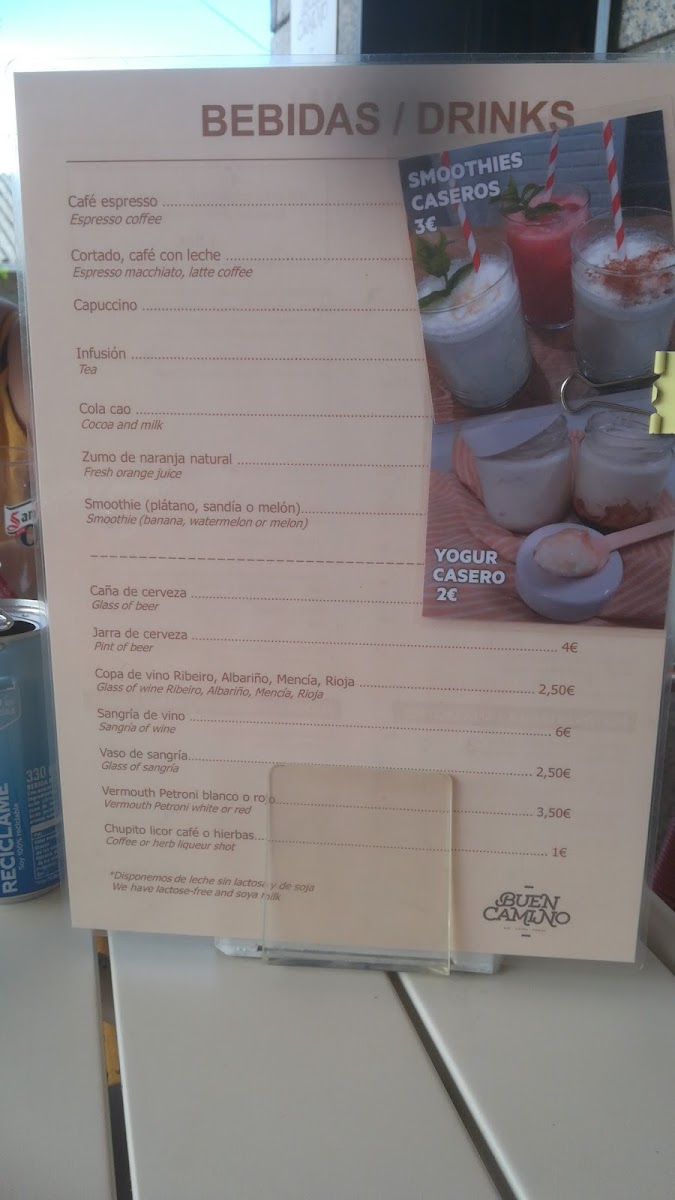 BEBIDAS / DRINKS
SMOOTHIES
CASEROS
3€
Café espresso
Espresso coffee
Cortado, café con leche
Espresso macchiato, latte coffee
Capuccino
Infusión
Tea
Cola cao
Cocoa and milk
Zumo de naranja natural
Fresh orange juice
Smoothie (plátano, sandía o melón)
Smoothie (banana, watermelon or melon)
YOGUR
CASERO
2€
Caña de cerveza
Glass of beer
Jarra de cerveza 4€
Pint of beer
Copa de vino Ribeiro, Albariño, Mencía, Rioja 2,50€
Glass of wine Ribeiro, Albariño, Mencía, Rioja
Sangría de vino 6€
Sangria of wine
Vaso de sangría 2,50€
Glass of sangría
Vermouth Petroni blanco o rojo 3,50€
Vermouth Petroni white or red
Chupito licor café o hierbas 1€
Coffee or herb liqueur shot
*Disponemos de leche sin lactosa y de soja
We have lactose-free and soya milk
BUEN
CAMINO
RECÍCLAME
Soy 100% reciclable
330